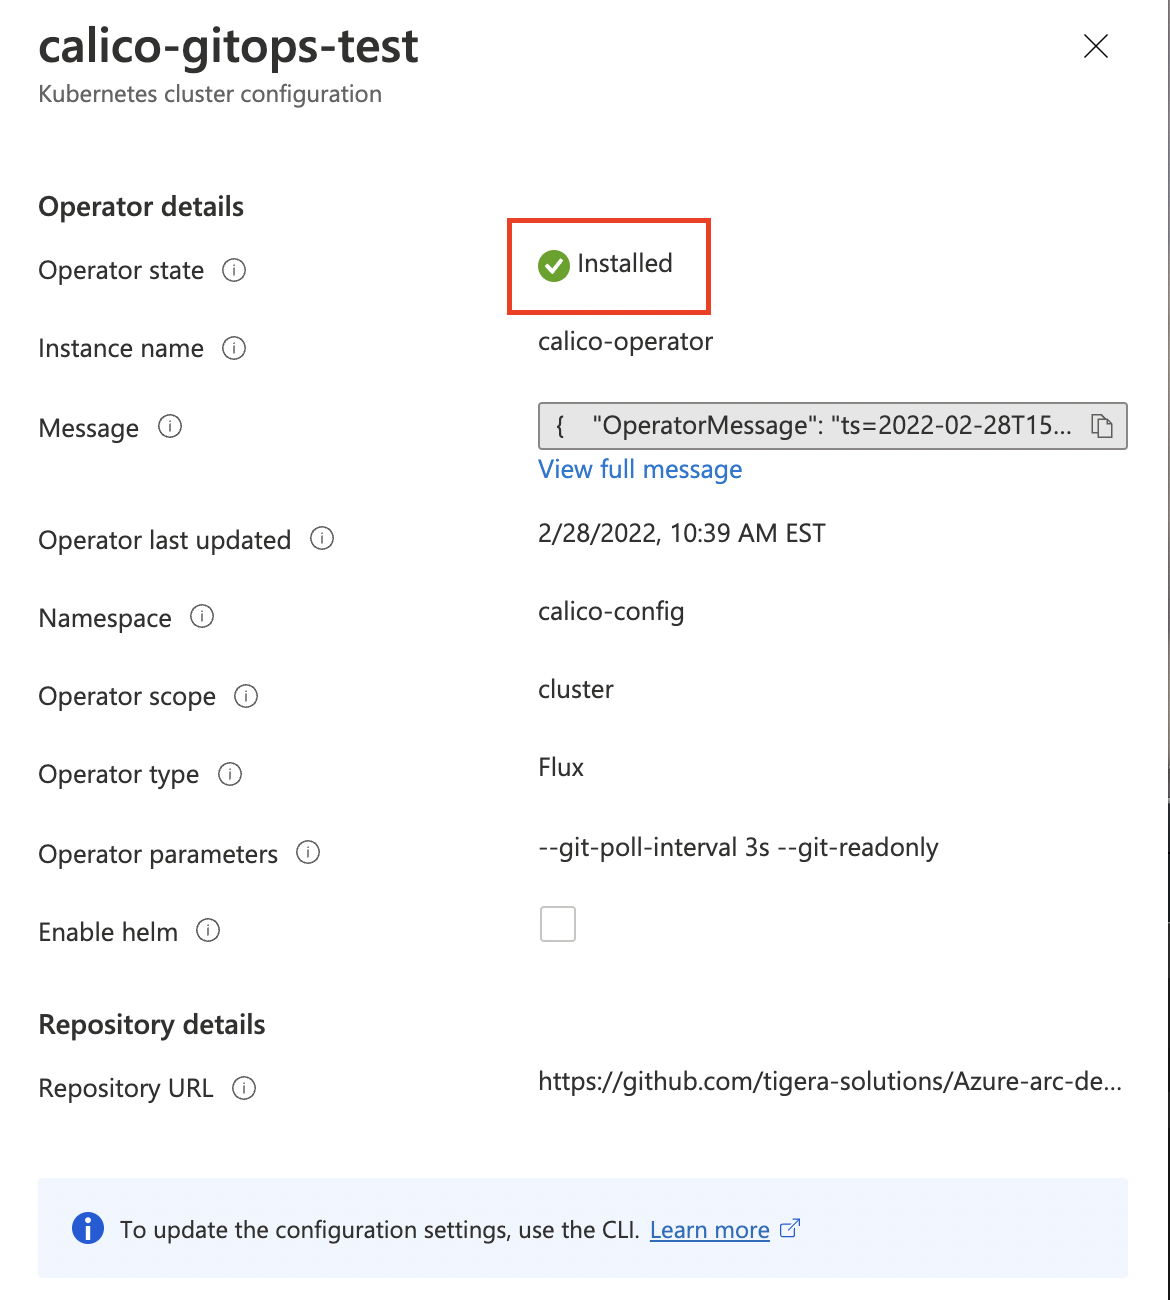 calico-gitops-test
Kubernetes cluster configuration
Operator details
Operator state
Installed
Instance name
calico-operator
Message
{ "OperatorMessage": "ts=2022-02-28T15...
View full message
Operator last updated
2/28/2022, 10:39 AM EST
Namespace
calico-config
Operator scope
cluster
Operator type
Flux
Operator parameters
--git-poll-interval 3s --git-readonly
Enable helm
Repository details
Repository URL
https://github.com/tigera-solutions/Azure-arc-de...
To update the configuration settings, use the CLI. Learn more